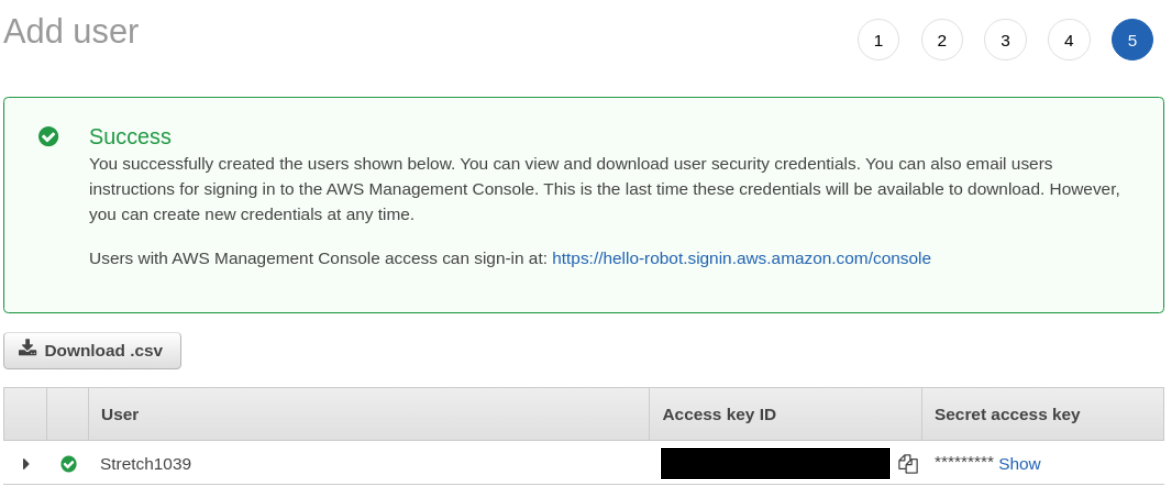 Add user
1 2 3 4 5
Success
You successfully created the users shown below. You can view and download user security credentials. You can also email users
instructions for signing in to the AWS Management Console. This is the last time these credentials will be available to download. However,
you can create new credentials at any time.
Users with AWS Management Console access can sign-in at: https://hello-robot.signin.aws.amazon.com/console
Download .csv
User Access key ID Secret access key
Stretch1039 ********* Show